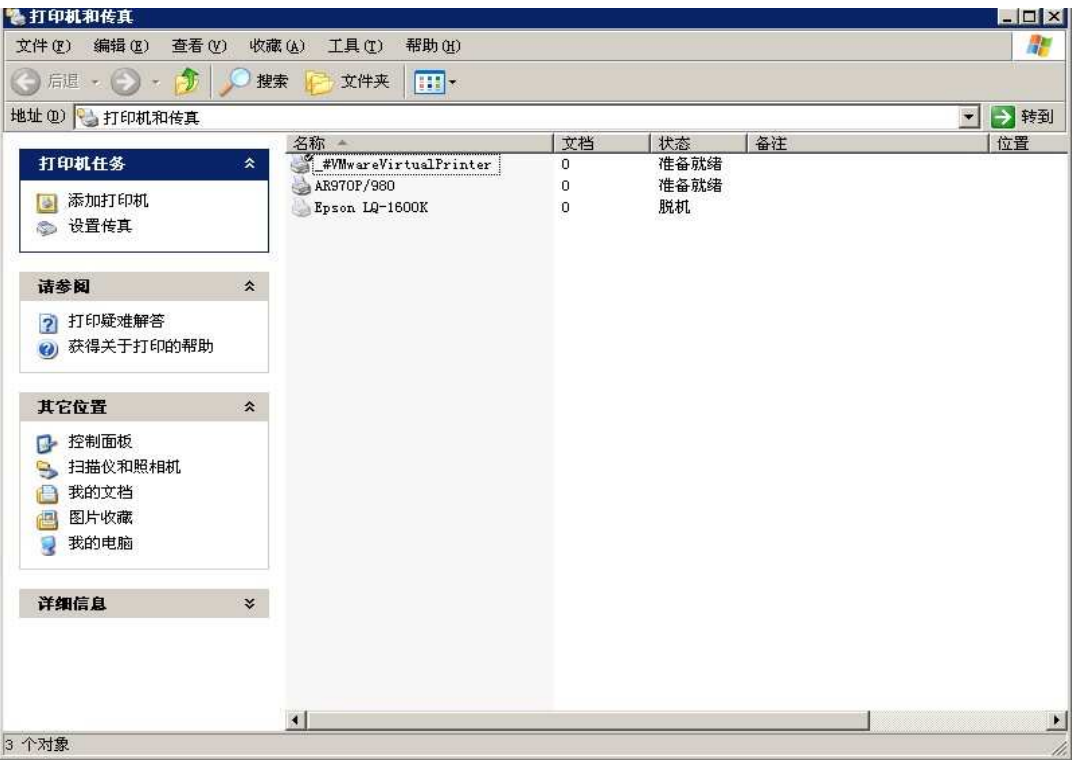 打印机和传真
文件(F) 编辑(E) 查看(V) 收藏(A) 工具(T) 帮助(H)
后退 搜索 文件夹
地址(D) 打印机和传真 转到
名称 文档 状态 备注 位置
_#VMwareVirtualPrinter 0 准备就绪
AR970P/980 0 准备就绪
Epson LQ-1600K 0 脱机
打印机任务
添加打印机
设置传真
请参阅
打印疑难解答
获得关于打印的帮助
其它位置
控制面板
扫描仪和照相机
我的文档
图片收藏
我的电脑
详细信息
3 个对象